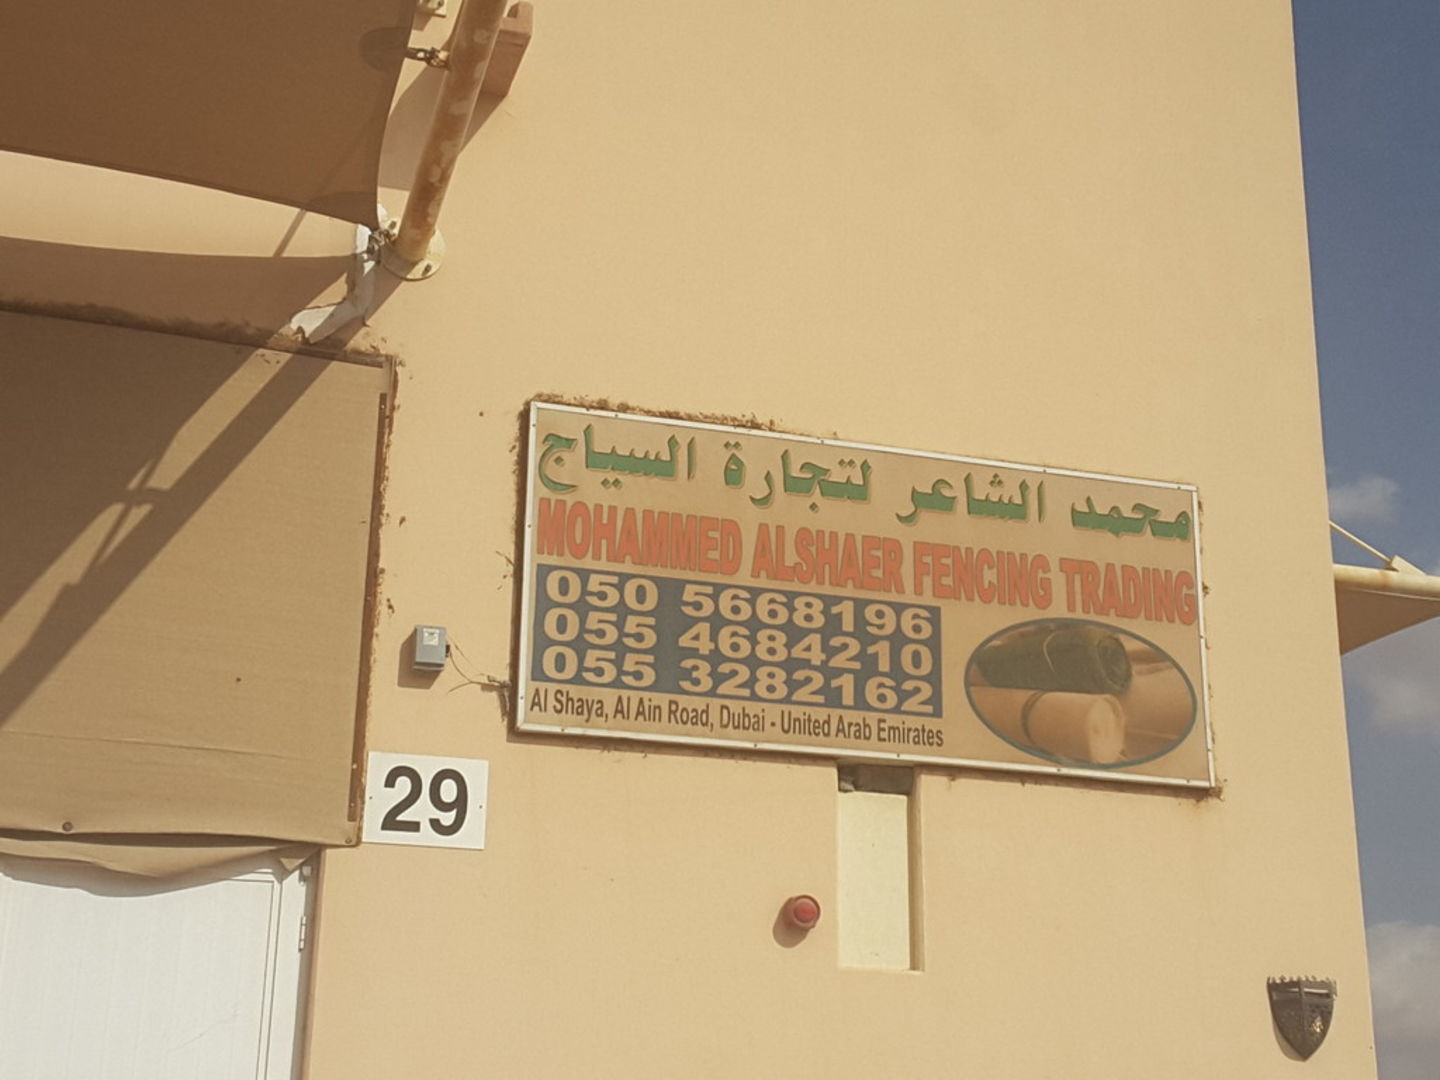 محمد الشاعر لتجارة السياج
MOHAMMED ALSHAER FENCING TRADING
050 5668196
055 4684210
055 3282162
Al Shaya, Al Ain Road, Dubai - United Arab Emirates
29